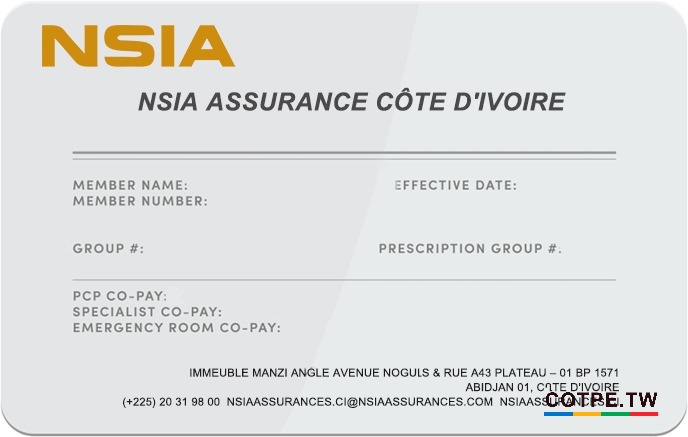 NSIA
NSIA ASSURANCE CÔTE D'IVOIRE
MEMBER NAME: EFFECTIVE DATE:
MEMBER NUMBER:
GROUP #: PRESCRIPTION GROUP #.
PCP CO-PAY:
SPECIALIST CO-PAY:
EMERGENCY ROOM CO-PAY:
IMMEUBLE MANZI ANGLE AVENUE NOGULS & RUE A43 PLATEAU – 01 BP 1571
ABIDJAN 01, CÔTE D'IVOIRE
(+225) 20 31 98 00 NSIAASSURANCES.CI@NSIAASSURANCES.COM NSIAASSURANCES.CI
COTPE.TW